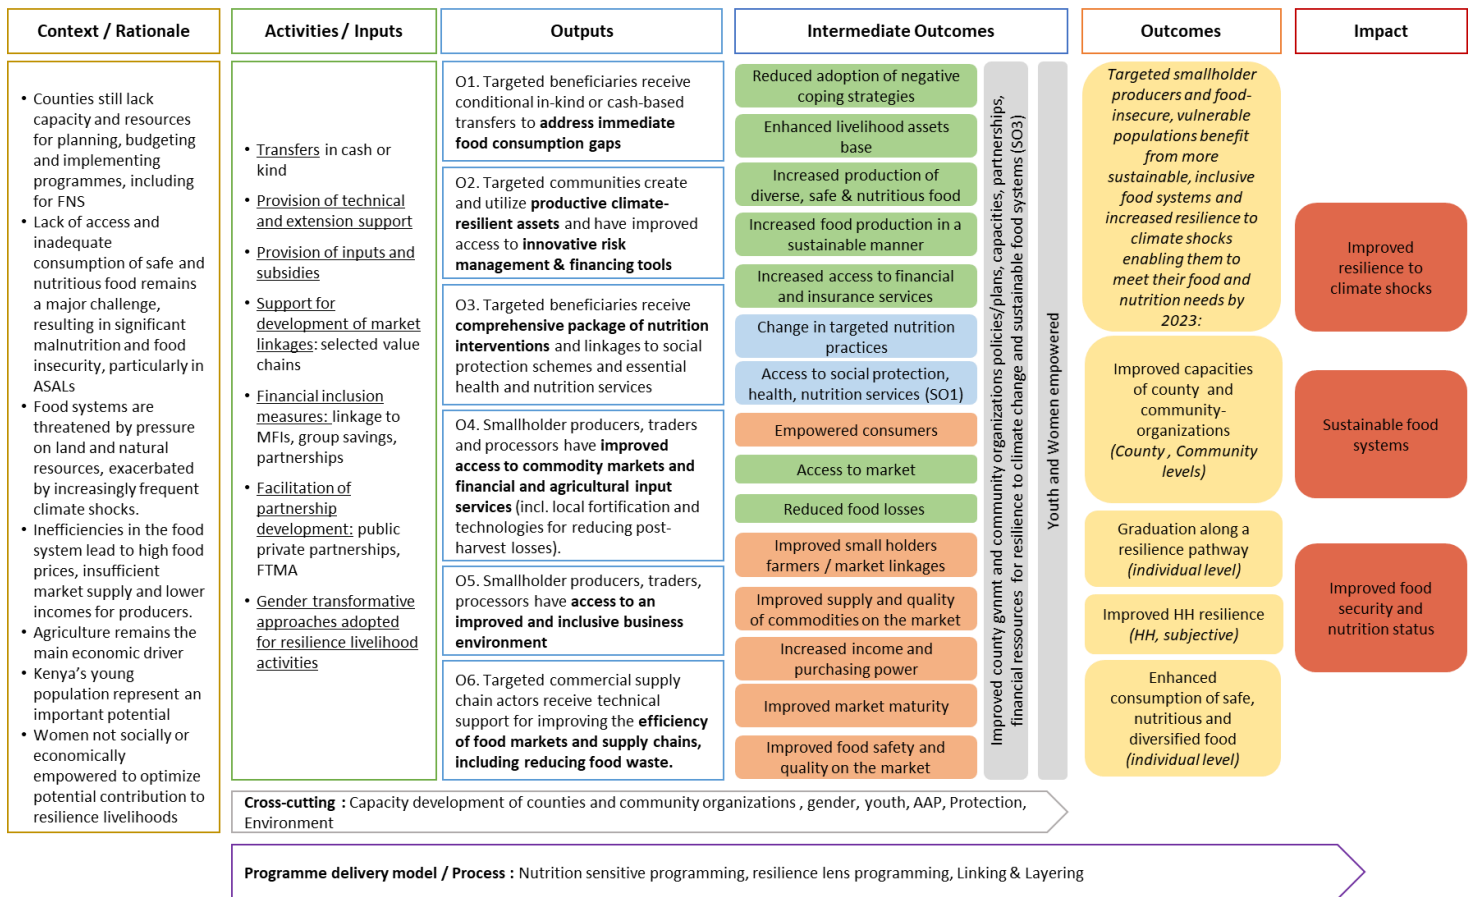 Context / Rationale
Activities / Inputs
Outputs
Intermediate Outcomes
Outcomes
Impact
• Counties still lack
capacity and resources
for planning, budgeting
and implementing
programmes, including
for FNS
• Lack of access and
inadequate
consumption of safe and
nutritious food remains
a major challenge,
resulting in significant
malnutrition and food
insecurity, particularly in
ASALs
• Food systems are
threatened by pressure
on land and natural
resources, exacerbated
by increasingly frequent
climate shocks.
• Inefficiencies in the food
system lead to high food
prices, insufficient
market supply and lower
incomes for producers.
• Agriculture remains the
main economic driver
• Kenya's young
population represent an
important potential
• Women not socially or
economically
empowered to optimize
potential contribution to
resilience livelihoods
• Transfers in cash or
kind
• Provision of technical
and extension support
• Provision of inputs and
subsidies
• Support for
development of market
linkages: selected value
chains
• Financial inclusion
measures: linkage to
MFIs, group savings,
partnerships
• Facilitation of
partnership
development: public
private partnerships,
FTMA
• Gender transformative
approaches adopted
for resilience livelihood
activities
O1. Targeted beneficiaries receive
conditional in-kind or cash-based
transfers to address immediate
food consumption gaps
O2. Targeted communities create
and utilize productive climate-
resilient assets and have improved
access to innovative risk
management & financing tools
O3. Targeted beneficiaries receive
comprehensive package of nutrition
interventions and linkages to social
protection schemes and essential
health and nutrition services
O4. Smallholder producers, traders
and processors have improved
access to commodity markets and
financial and agricultural input
services (incl. local fortification and
technologies for reducing post-
harvest losses).
O5. Smallholder producers, traders,
processors have access to an
improved and inclusive business
environment
O6. Targeted commercial supply
chain actors receive technical
support for improving the efficiency
of food markets and supply chains,
including reducing food waste.
Reduced adoption of negative
coping strategies
Enhanced livelihood assets
base
Increased production of
diverse, safe & nutritious food
Increased food production in a
sustainable manner
Increased access to financial
and insurance services
Change in targeted nutrition
practices
Access to social protection,
health, nutrition services (SO1)
Empowered consumers
Access to market
Reduced food losses
Improved small holders
farmers / market linkages
Improved supply and quality
of commodities on the market
Increased income and
purchasing power
Improved market maturity
Improved food safety and
quality on the market
Improved county gvnmt and community organizations policies/plans, capacities, partnerships,
financial ressources for resilience to climate change and sustainable food systems (SO3)
Youth and Women empowered
Targeted smallholder
producers and food-
insecure, vulnerable
populations benefit
from more
sustainable, inclusive
food systems and
increased resilience to
climate shocks
enabling them to
meet their food and
nutrition needs by
2023:
Improved capacities
of county and
community-
organizations
(County , Community
levels)
Graduation along a
resilience pathway
(individual level)
Improved HH resilience
(HH, subjective)
Enhanced
consumption of safe,
nutritious and
diversified food
(individual level)
Improved
resilience to
climate shocks
Sustainable food
systems
Improved food
security and
nutrition status
Cross-cutting : Capacity development of counties and community organizations , gender, youth, AAP, Protection,
Environment
Programme delivery model / Process : Nutrition sensitive programming, resilience lens programming, Linking & Layering